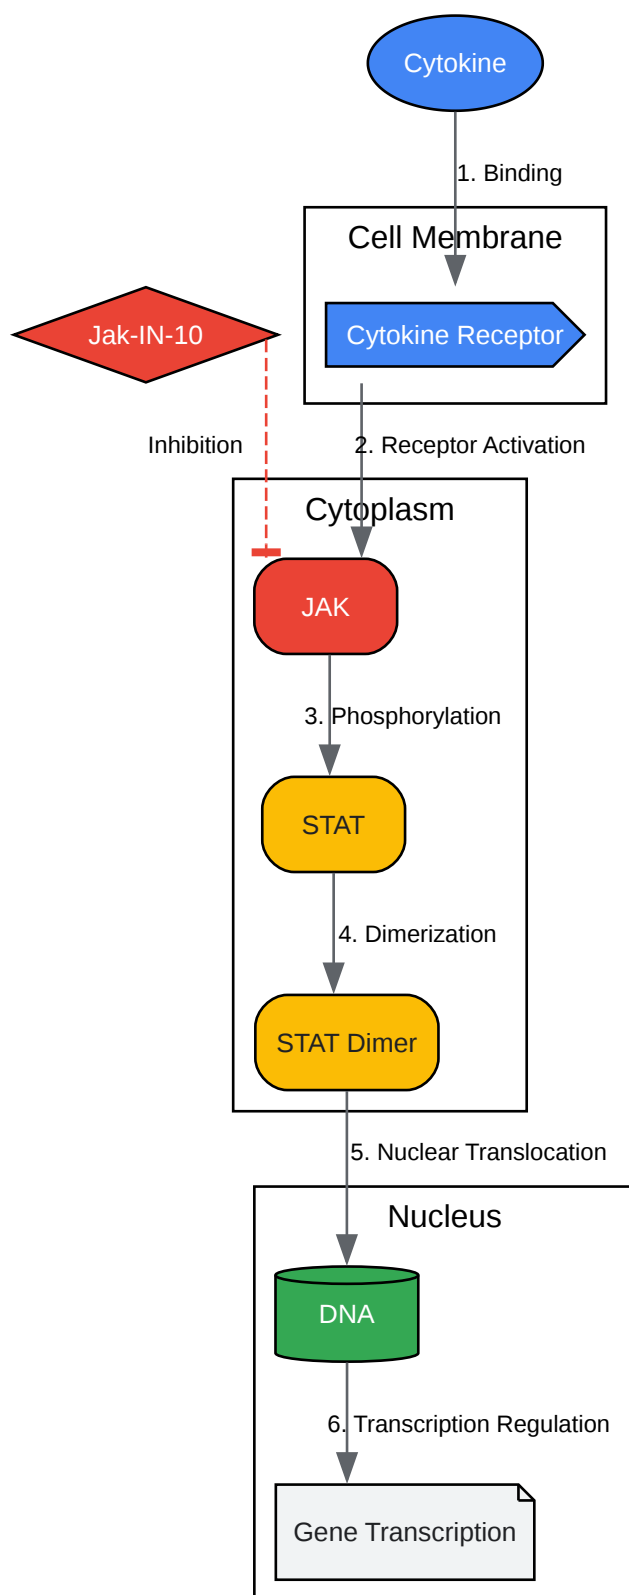 Cytokine
1. Binding
Cell Membrane
Jak-IN-10
Cytokine Receptor
Inhibition
2. Receptor Activation
Cytoplasm
JAK
3. Phosphorylation
STAT
4. Dimerization
STAT Dimer
5. Nuclear Translocation
Nucleus
DNA
6. Transcription Regulation
Gene Transcription